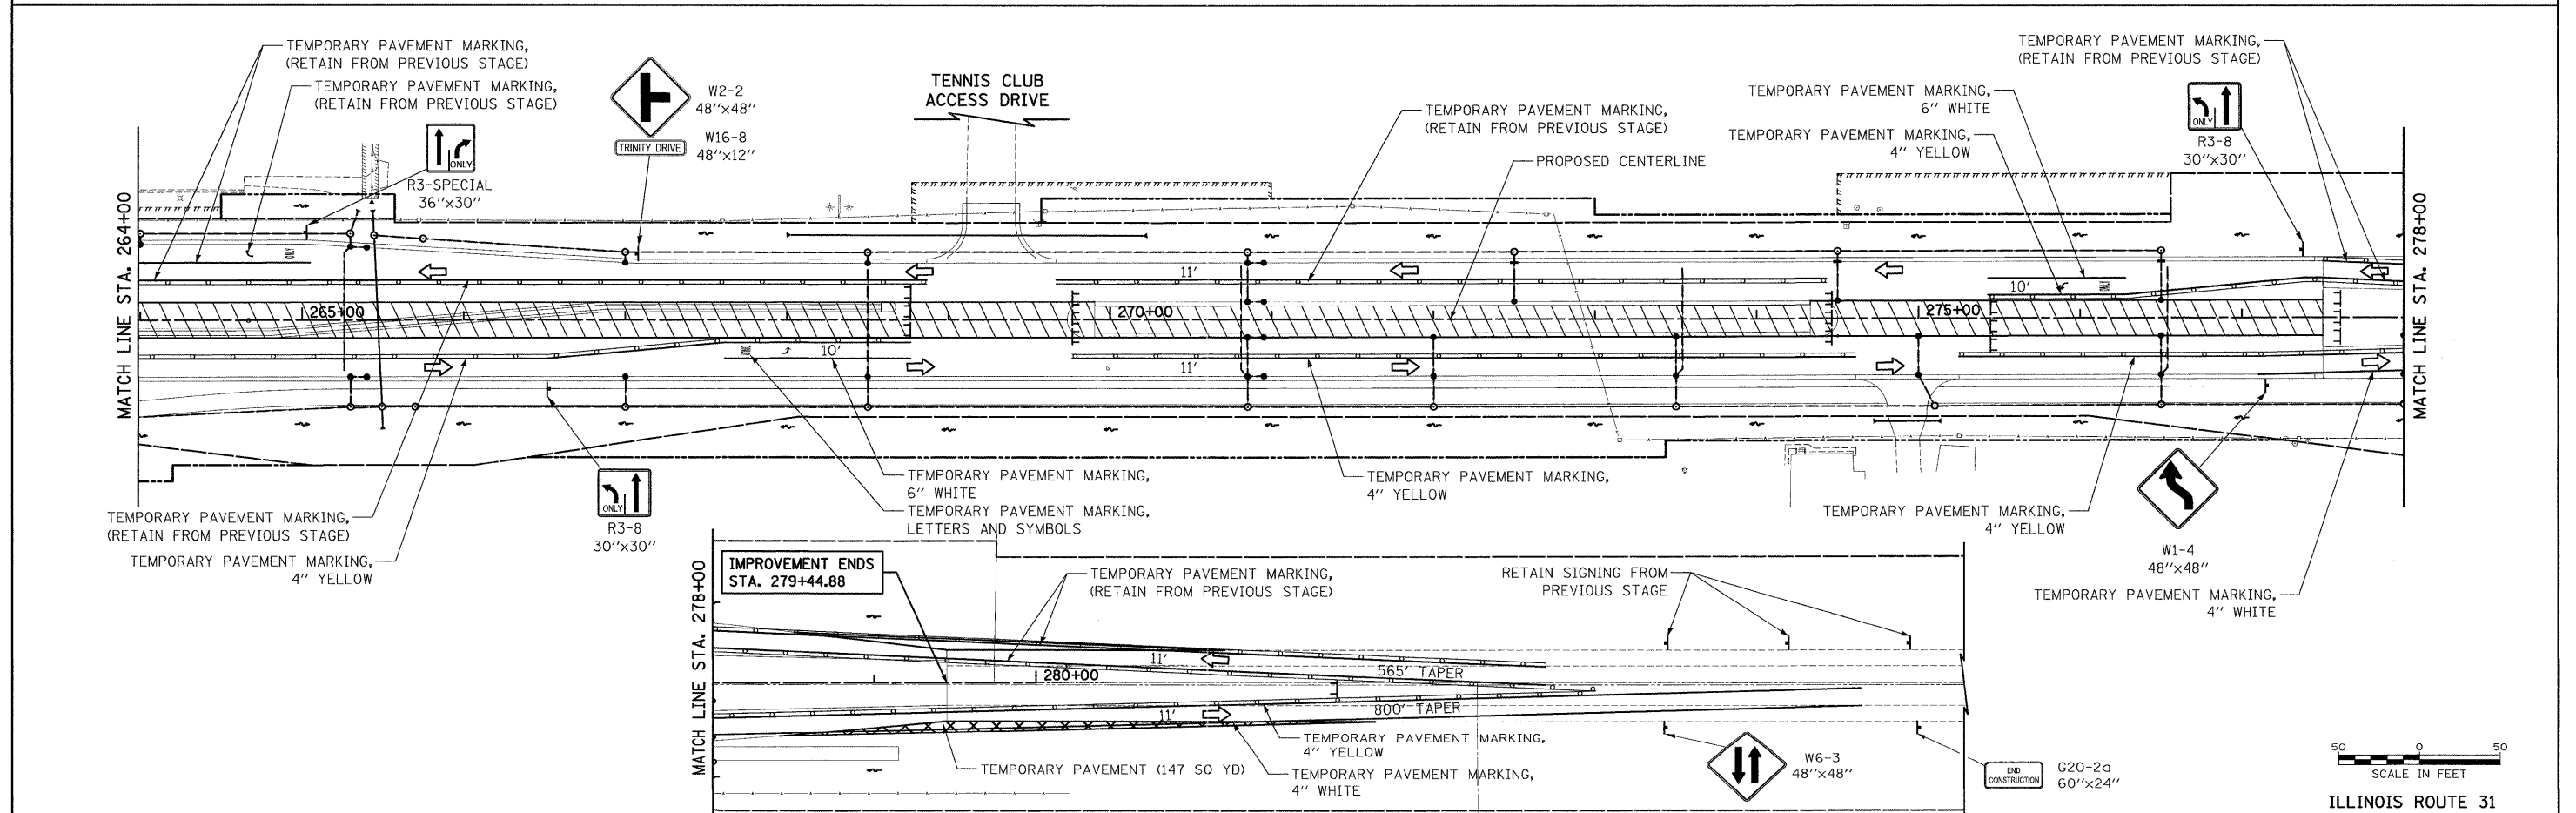 TEMPORARY PAVEMENT MARKING,
(RETAIN FROM PREVIOUS STAGE)
TEMPORARY PAVEMENT MARKING,
(RETAIN FROM PREVIOUS STAGE)
ONLY
R3-SPECIAL
36"x30"
W2-2
48"x48"
TRINITY DRIVE
W16-8
48"x12"
TENNIS CLUB
ACCESS DRIVE
TEMPORARY PAVEMENT MARKING,
(RETAIN FROM PREVIOUS STAGE)
PROPOSED CENTERLINE
TEMPORARY PAVEMENT MARKING,
6" WHITE
TEMPORARY PAVEMENT MARKING,
4" YELLOW
TEMPORARY PAVEMENT MARKING,
(RETAIN FROM PREVIOUS STAGE)
ONLY
R3-8
30"x30"
MATCH LINE STA. 264+00
ONLY
11'
10'
ONLY
265+00
270+00
275+00
ONLY
10'
11'
MATCH LINE STA. 278+00
TEMPORARY PAVEMENT MARKING,
(RETAIN FROM PREVIOUS STAGE)
TEMPORARY PAVEMENT MARKING,
4" YELLOW
ONLY
R3-8
30"x30"
TEMPORARY PAVEMENT MARKING,
6" WHITE
TEMPORARY PAVEMENT MARKING,
LETTERS AND SYMBOLS
TEMPORARY PAVEMENT MARKING,
4" YELLOW
TEMPORARY PAVEMENT MARKING,
4" YELLOW
W1-4
48"x48"
TEMPORARY PAVEMENT MARKING,
4" WHITE
MATCH LINE STA. 278+00
IMPROVEMENT ENDS
STA. 279+44.88
TEMPORARY PAVEMENT MARKING,
(RETAIN FROM PREVIOUS STAGE)
RETAIN SIGNING FROM
PREVIOUS STAGE
11'
565' TAPER
280+00
11'
800' TAPER
TEMPORARY PAVEMENT MARKING,
4" YELLOW
TEMPORARY PAVEMENT (147 SQ YD)
TEMPORARY PAVEMENT MARKING,
4" WHITE
W6-3
48"x48"
END
CONSTRUCTION
G20-2a
60"x24"
50 0 50
SCALE IN FEET
ILLINOIS ROUTE 31